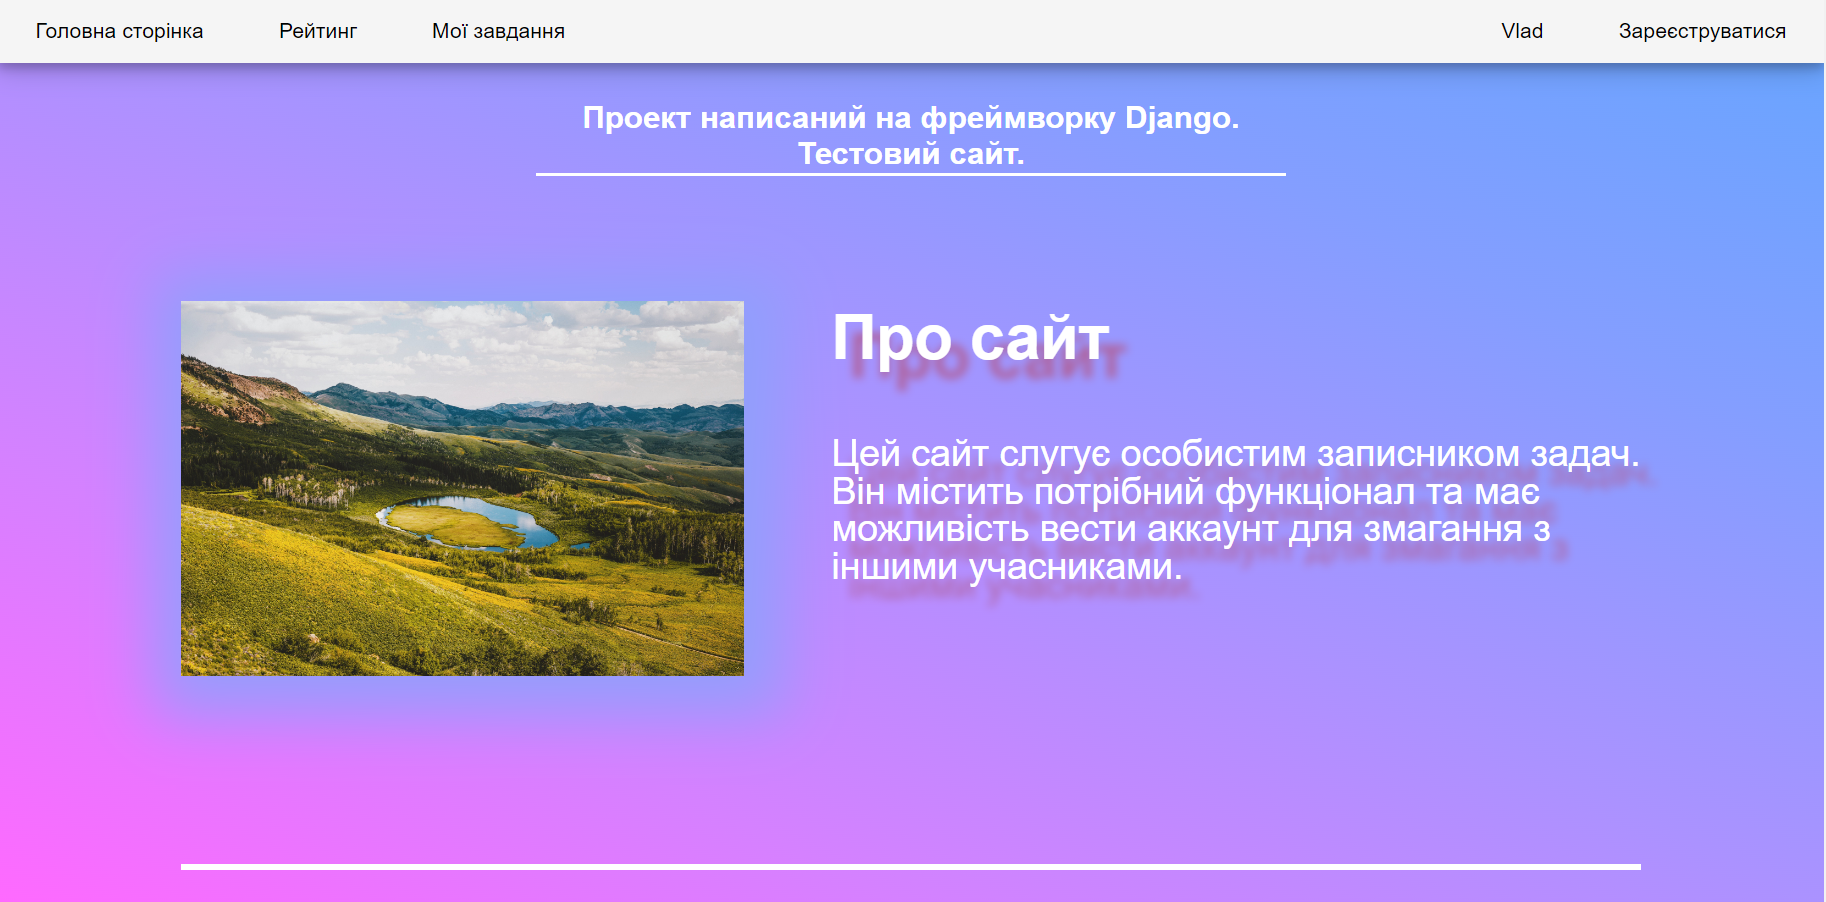 Головна сторінка Рейтинг Мої завдання Vlad Зареєструватися
Проект написаний на фреймворку Django.
Тестовий сайт.
Про сайт
Цей сайт слугує особистим записником задач.
Він містить потрібний функціонал та має
можливість вести аккаунт для змагання з
іншими учасниками.